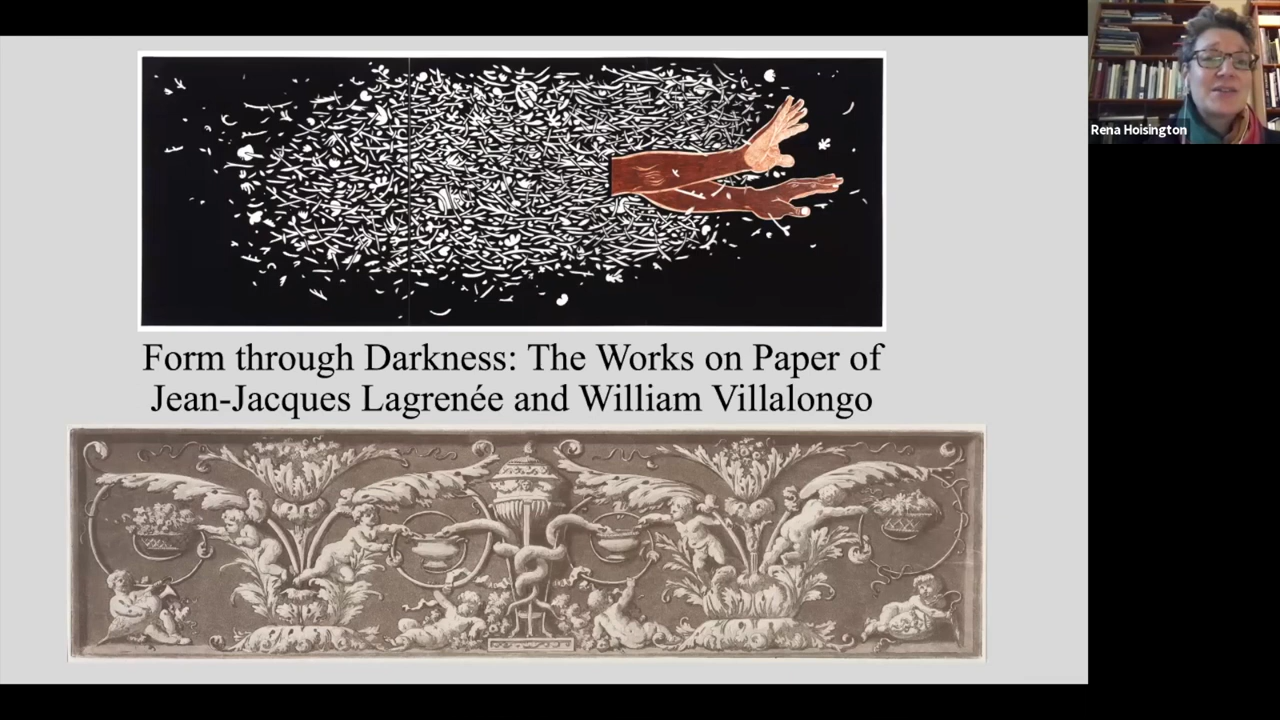 Rena Hoisington
Form through Darkness: The Works on Paper of
Jean-Jacques Lagrenée and William Villalongo